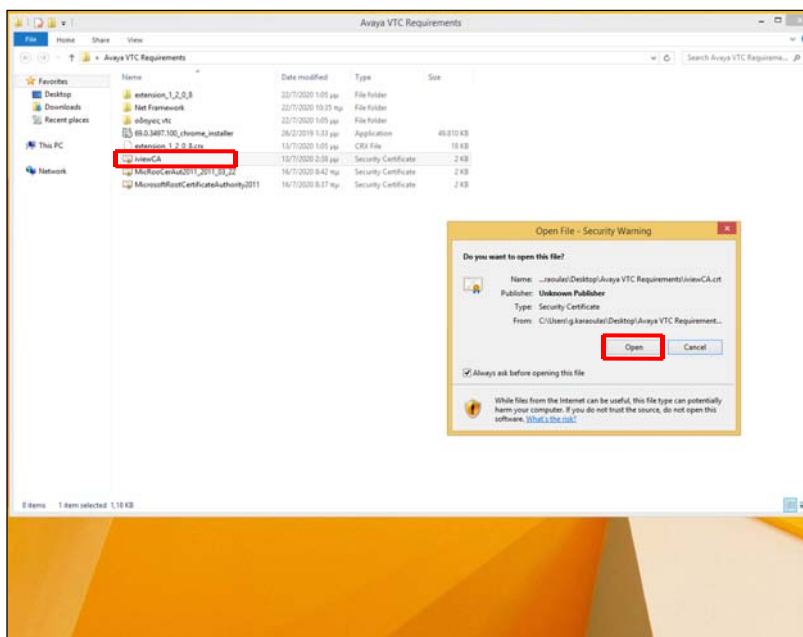 Avaya VTC Requirements
File Home Share View
Avaya VTC Requirements
Search Avaya VTC Requireme...
Name Date modified Type Size
Favorites
Desktop
Downloads
Recent places
This PC
Network
extension_1_2_0_8 22/7/2020 1:05 μμ File folder
Net Framework 22/7/2020 10:35 πμ File folder
οδηγιες vtc 22/7/2020 1:05 μμ File folder
69.0.3497.100_chrome_installer 26/2/2019 1:33 μμ Application 49.810 KB
extension_1_2_0_8.crx 13/7/2020 1:05 μμ CRX File 18 KB
iviewCA 13/7/2020 2:38 μμ Security Certificate 2 KB
MicRooCerAut2011_2011_03_22 16/7/2020 8:42 πμ Security Certificate 2 KB
MicrosoftRootCertificateAuthority2011 16/7/2020 8:37 πμ Security Certificate 2 KB
Open File - Security Warning
Do you want to open this file?
Name: ...raoulas\Desktop\Avaya VTC Requirements\iviewCA.crt
Publisher: Unknown Publisher
Type: Security Certificate
From: C:\Users\g.karaoulas\Desktop\Avaya VTC Requirement...
Open Cancel
Always ask before opening this file
While files from the Internet can be useful, this file type can potentially
harm your computer. If you do not trust the source, do not open this
software. What's the risk?
8 items 1 item selected 1,18 KB